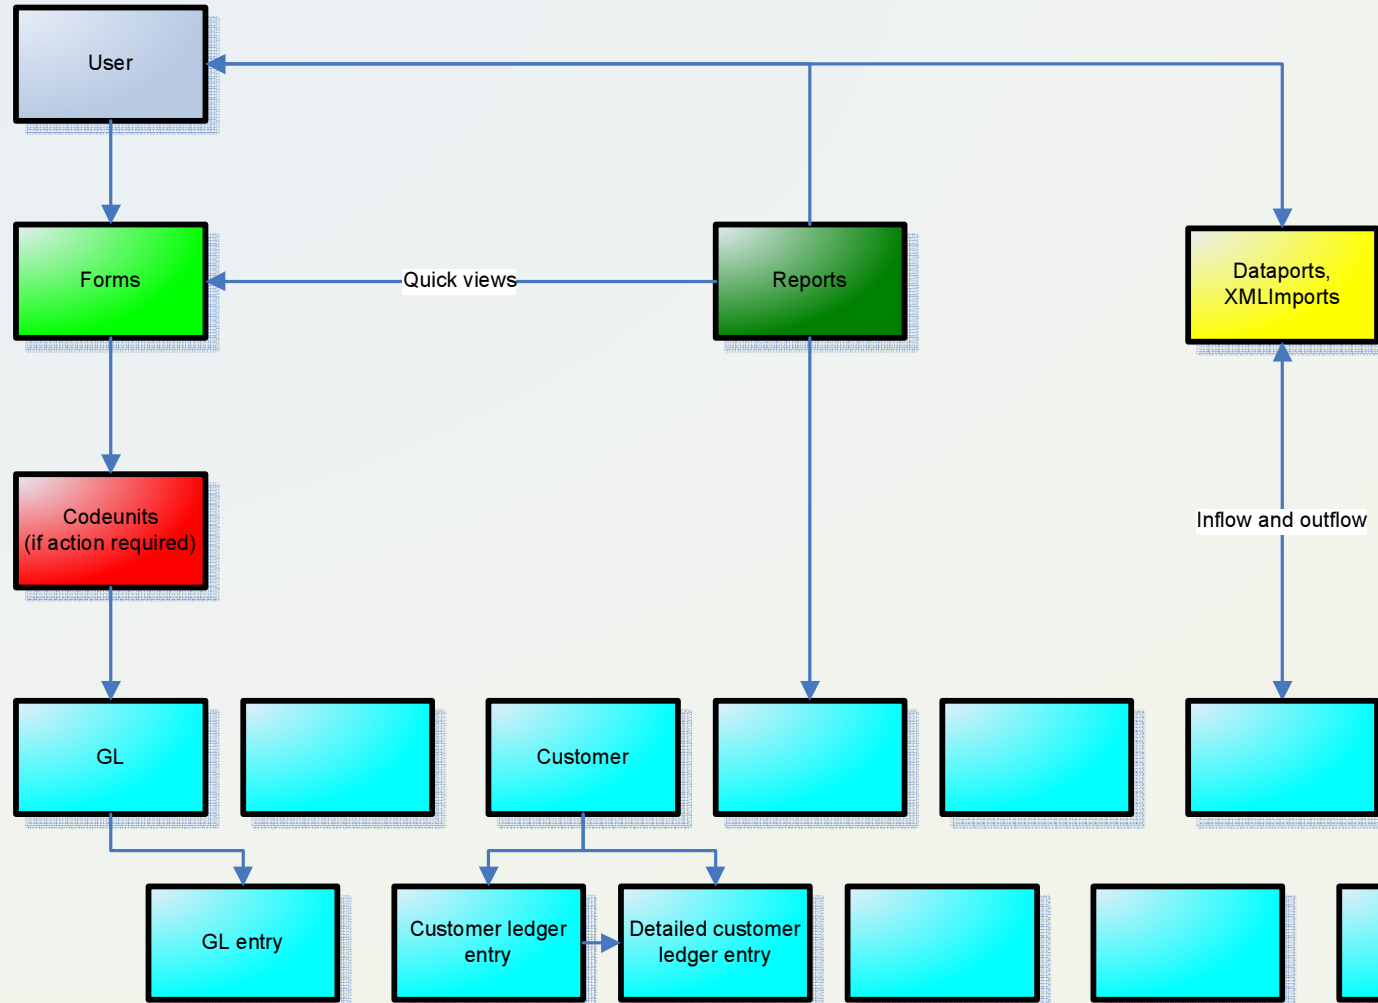 User
Forms
Quick views
Reports
Dataports,
XMLImports
Codeunits
(if action required)
Inflow and outflow
GL
Customer
GL entry
Customer ledger
entry
Detailed customer
ledger entry